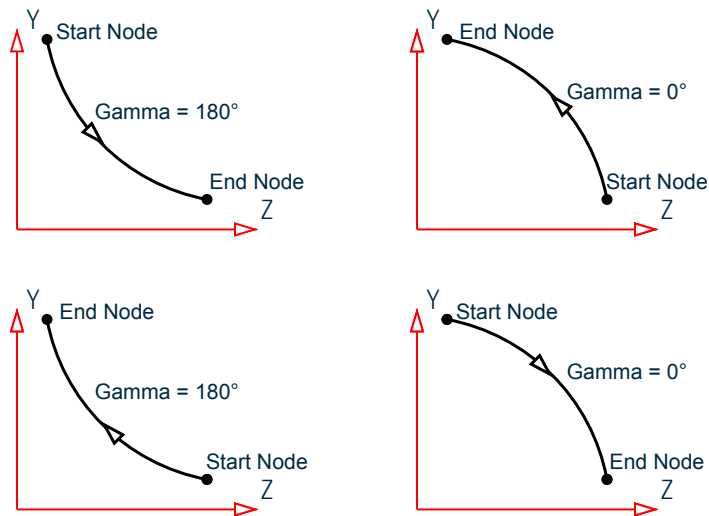 Y
Start Node
Gamma = 180°
End Node
Z
Y
End Node
Gamma = 0°
Start Node
Z
Y
End Node
Gamma = 180°
Start Node
Z
Y
Start Node
Gamma = 0°
End Node
Z